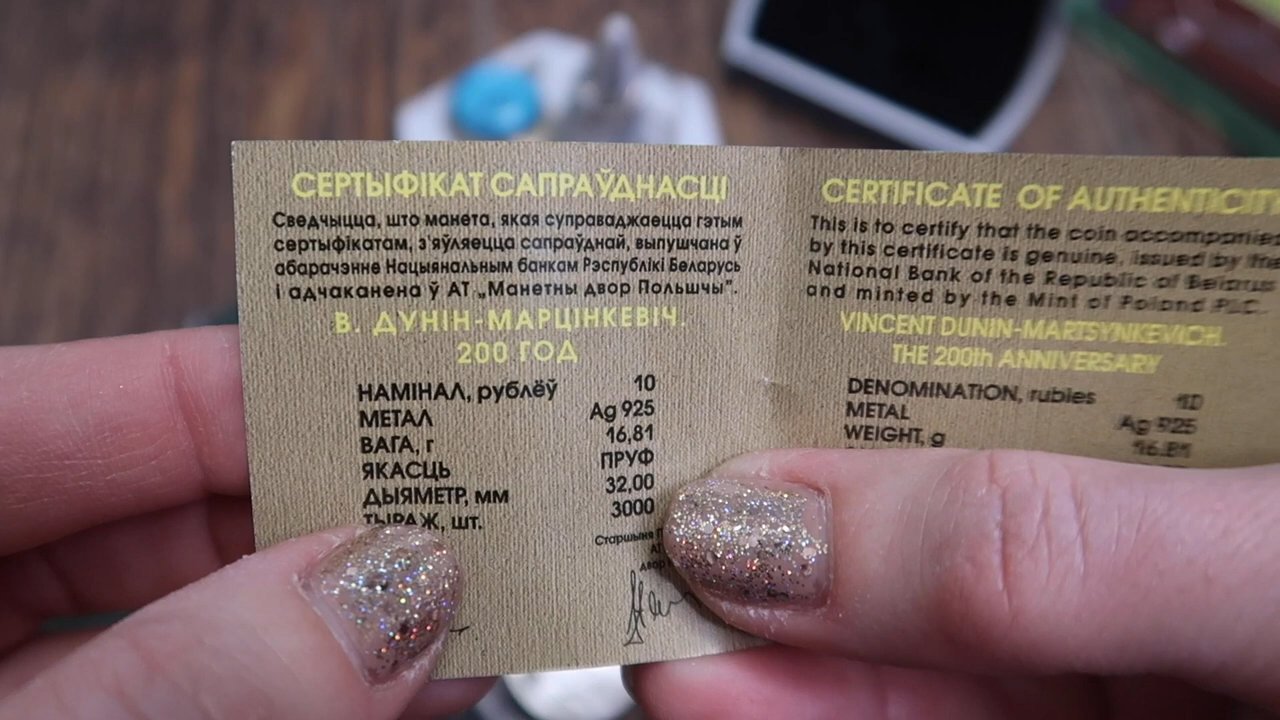 СЕРТЫФІКАТ САПРАЎДНАСЦІ
Сведчыцца, што манета, якая суправаджаецца гэтым
сертыфікатам, з'яўляецца сапраўднай, выпушчана ў
абарачэнне Нацыянальным банкам Рэспублікі Беларусь
і адчаканена ў АТ „Манетны двор Польшчы”.
В. ДУНІН-МАРЦІНКЕВІЧ.
200 ГОД
НАМІНАЛ, рублёў 10
МЕТАЛ Ag 925
ВАГА, г 16,81
ЯКАСЦЬ ПРУФ
ДЫЯМЕТР, мм 32,00
ТЫРАЖ, шт. 3000
Старшыня
АТ
CERTIFICATE OF AUTHENTICITY
This is to certify that the coin accompanied
by this certificate is genuine, issued by the
National Bank of the Republic of Belarus
and minted by the Mint of Poland PLC.
VINCENT DUNIN-MARTSYNKEVICH.
THE 200th ANNIVERSARY
DENOMINATION, rubles 10
METAL Ag 925
WEIGHT, g 16.81